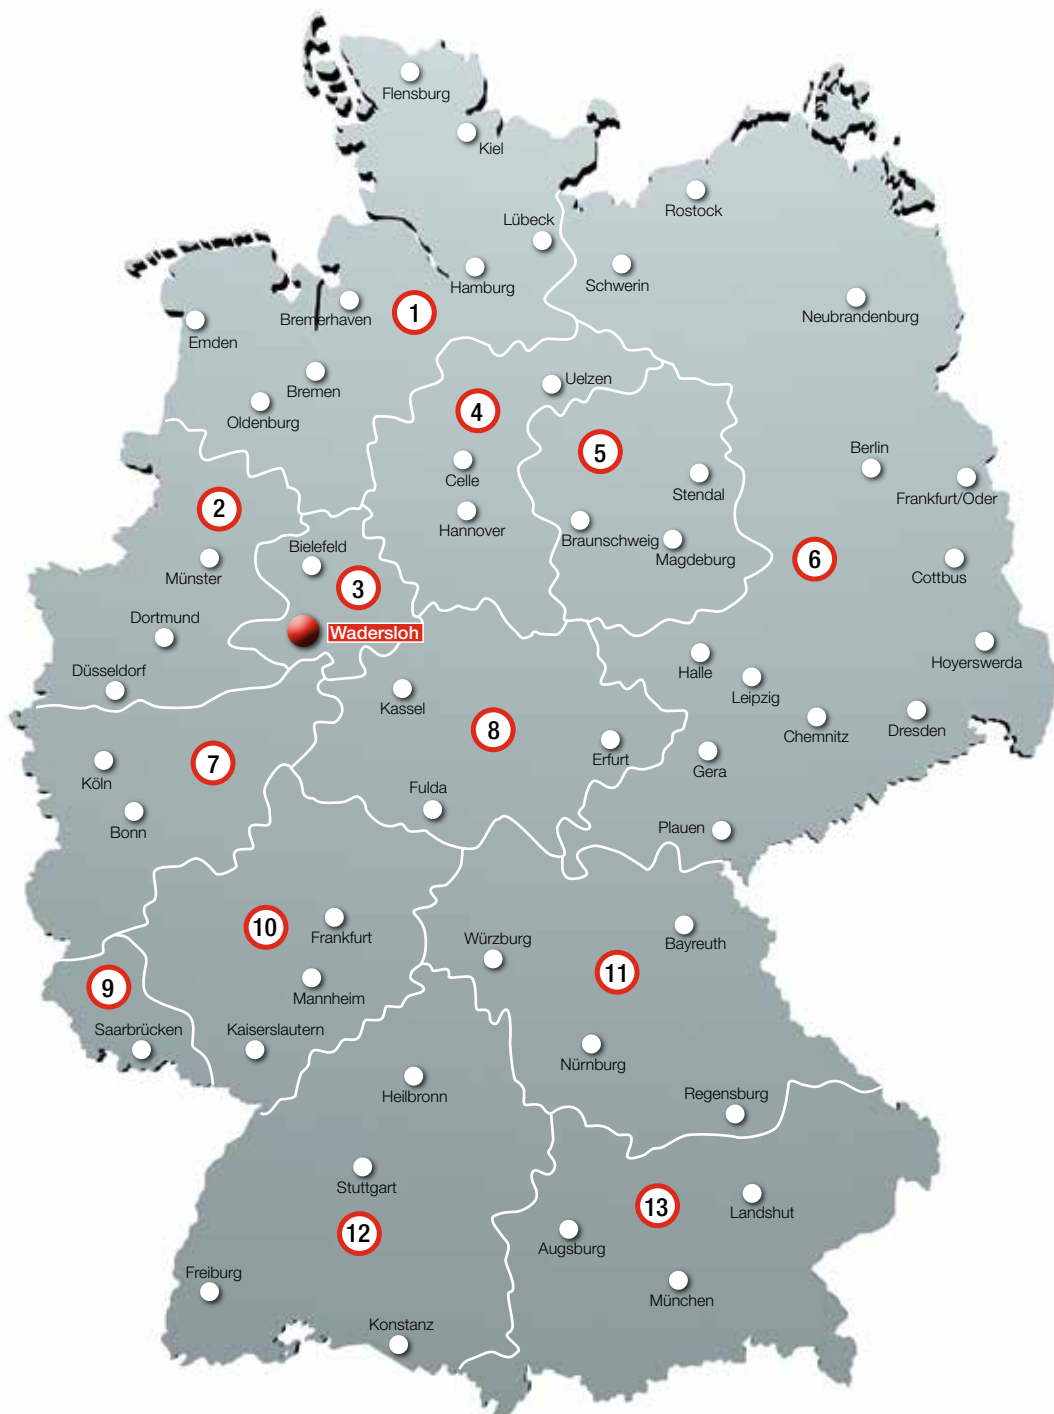 Flensburg
Kiel
Rostock
Lübeck
Schwerin
Hamburg
Neubrandenburg
Bremerhaven
1
Emden
Uelzen
Bremen
4
Oldenburg
5
Berlin
Celle
Stendal
Frankfurt/Oder
2
Hannover
Braunschweig
Magdeburg
Bielefeld
6
Münster
Cottbus
3
Dortmund
Wadersloh
Hoyerswerda
Düsseldorf
Halle
Leipzig
Kassel
8
Chemnitz
Dresden
Erfurt
Gera
7
Köln
Fulda
Bonn
Plauen
10
Frankfurt
Würzburg
Bayreuth
11
9
Mannheim
Saarbrücken
Kaiserslautern
Nürnburg
Heilbronn
Regensburg
Stuttgart
13
Landshut
12
Augsburg
Freiburg
München
Konstanz